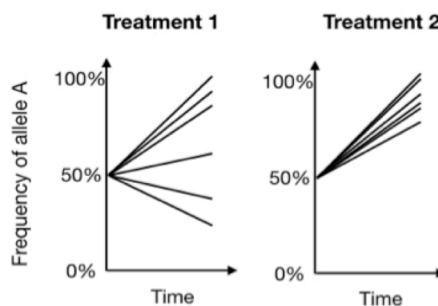 Treatment 1
Frequency of allele A
100%
50%
0%
Time
Treatment 2
100%
50%
0%
Time